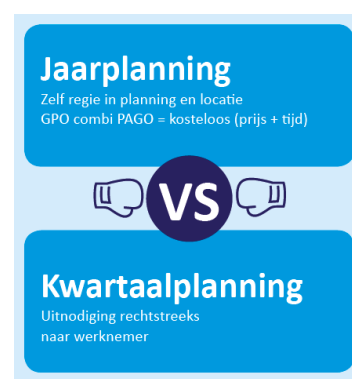 Jaarplanning
Zelf regie in planning en locatie
GPO combi PAGO = kosteloos (prijs + tijd)
VS
Kwartaalplanning
Uitnodiging rechtstreeks
naar werknemer